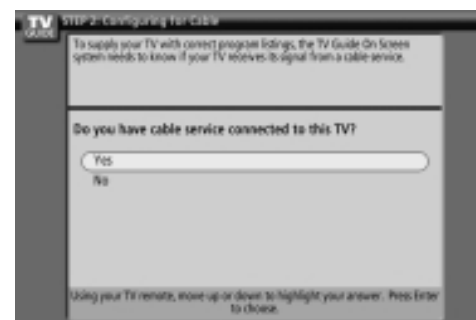 TV
GUIDE
STEP 2: Configuring for Cable
To supply your TV with correct program listings, the TV Guide On Screen
system needs to know if your TV receives its signal from a cable service.
Do you have cable service connected to this TV?
Yes
No
Using your TV remote, move up or down to highlight your answer. Press Enter
to choose.